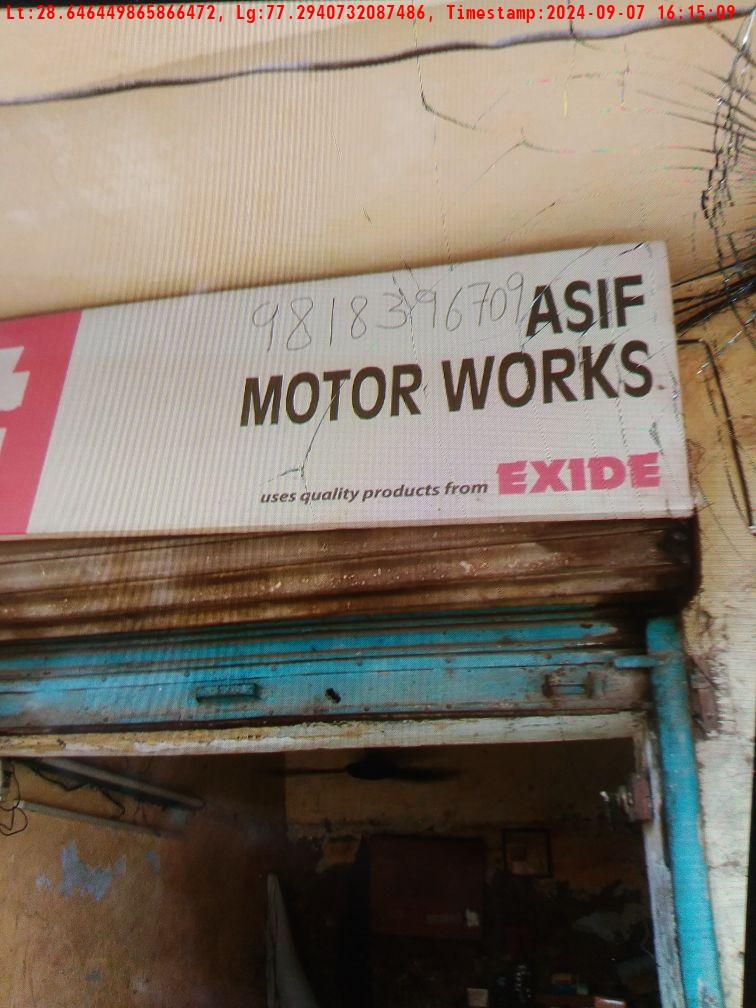 Lt:28.646449865866472, Lg:77.2940732087486, Timestamp:2024-09-07 16:15:09
9818396709
ASIF
MOTOR WORKS
uses quality products from EXIDE